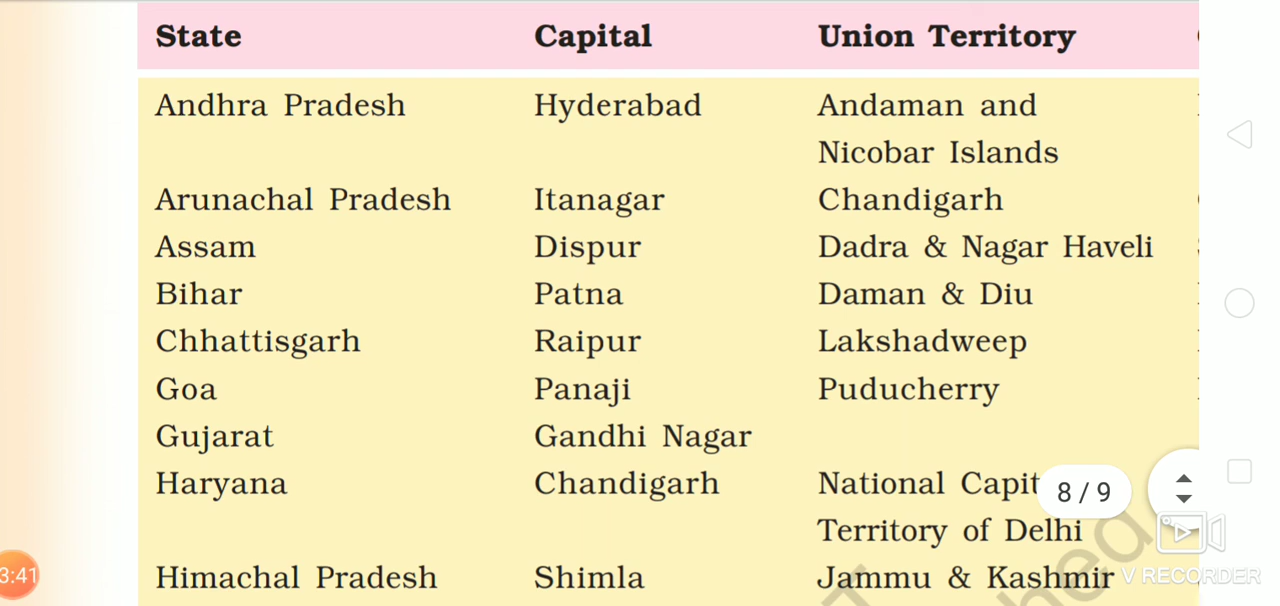 State Capital Union Territory
Andhra Pradesh Hyderabad Andaman and
Nicobar Islands
Arunachal Pradesh Itanagar Chandigarh
Assam Dispur Dadra & Nagar Haveli
Bihar Patna Daman & Diu
Chhattisgarh Raipur Lakshadweep
Goa Panaji Puducherry
Gujarat Gandhi Nagar
Haryana Chandigarh National
8 / 9
Territory of Delhi
3:41
Himachal Pradesh Shimla Jammu & Kashmir
V RECORDER